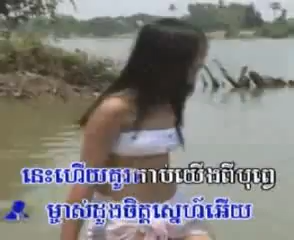 នេះហើយគូរកាប់យើងពីបុព្វេ
ម្ចាស់ដួងចិត្តស្នេហ៍អើយ